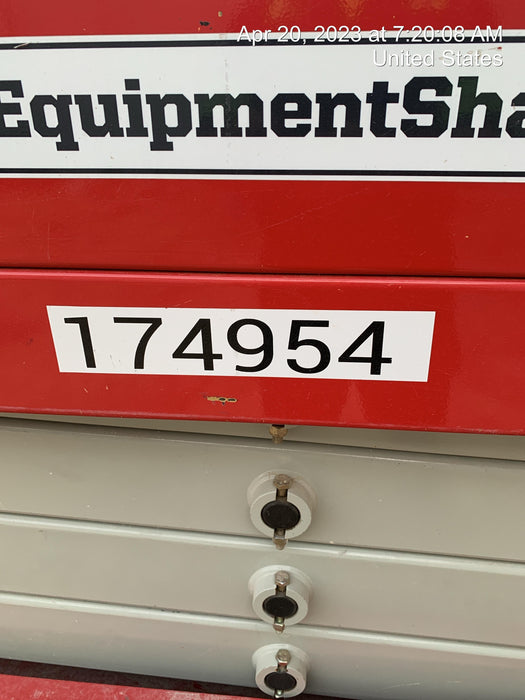 Apr 20, 2023 at 7:20:08 AM
United States
EquipmentSha
174954